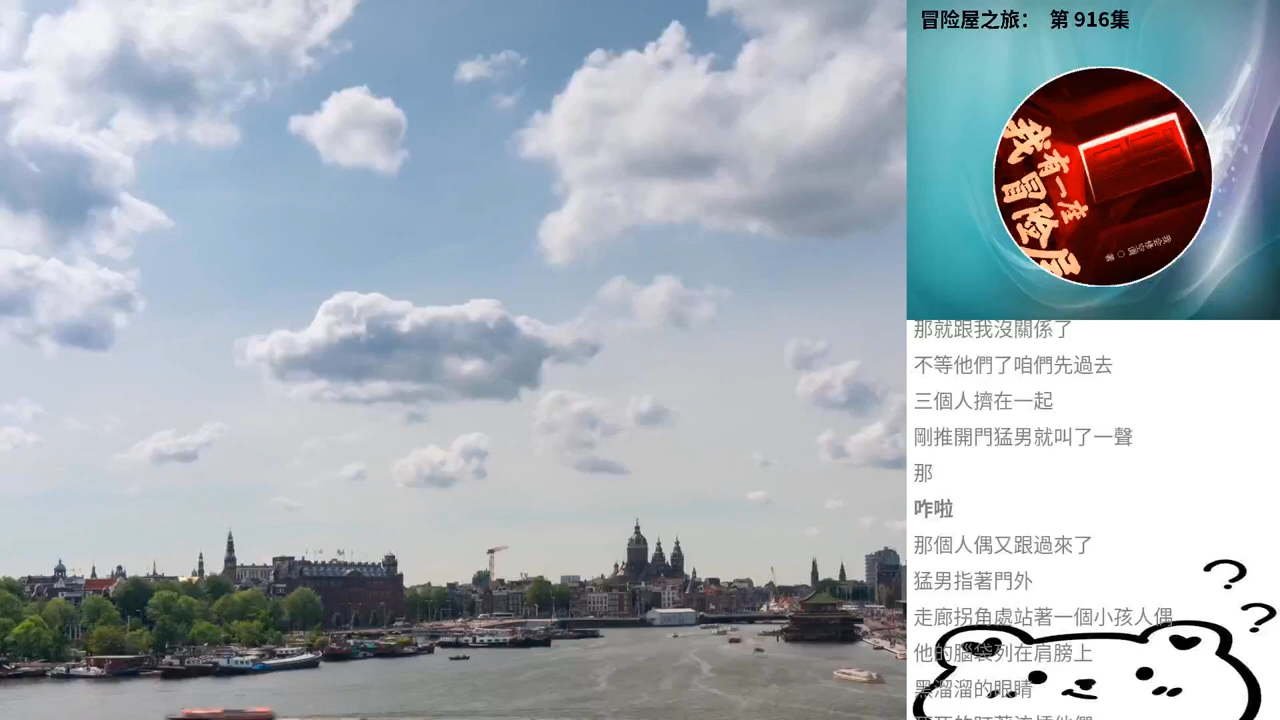 冒险屋之旅： 第 916集
我有一座
冒险屋
那就跟我沒關係了
不等他們了咱們先過去
三個人擠在一起
剛推開門猛男就叫了一聲
那
咋啦
那個人偶又跟過來了
猛男指著門外
走廊拐角處站著一個小孩人偶
他的腦袋列在肩膀上
黑溜溜的眼睛